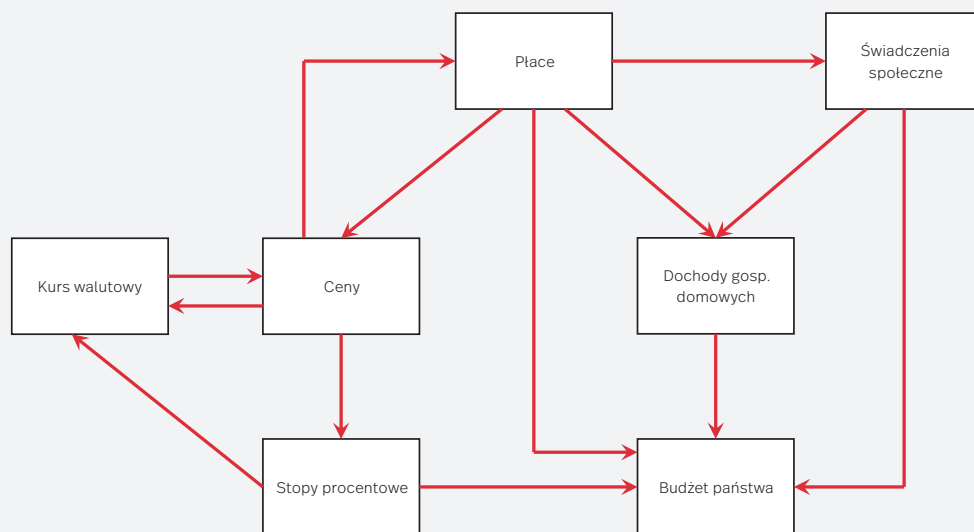 Płace
Świadczenia
społeczne
Kurs walutowy
Ceny
Dochody gosp.
domowych
Stopy procentowe
Budżet państwa